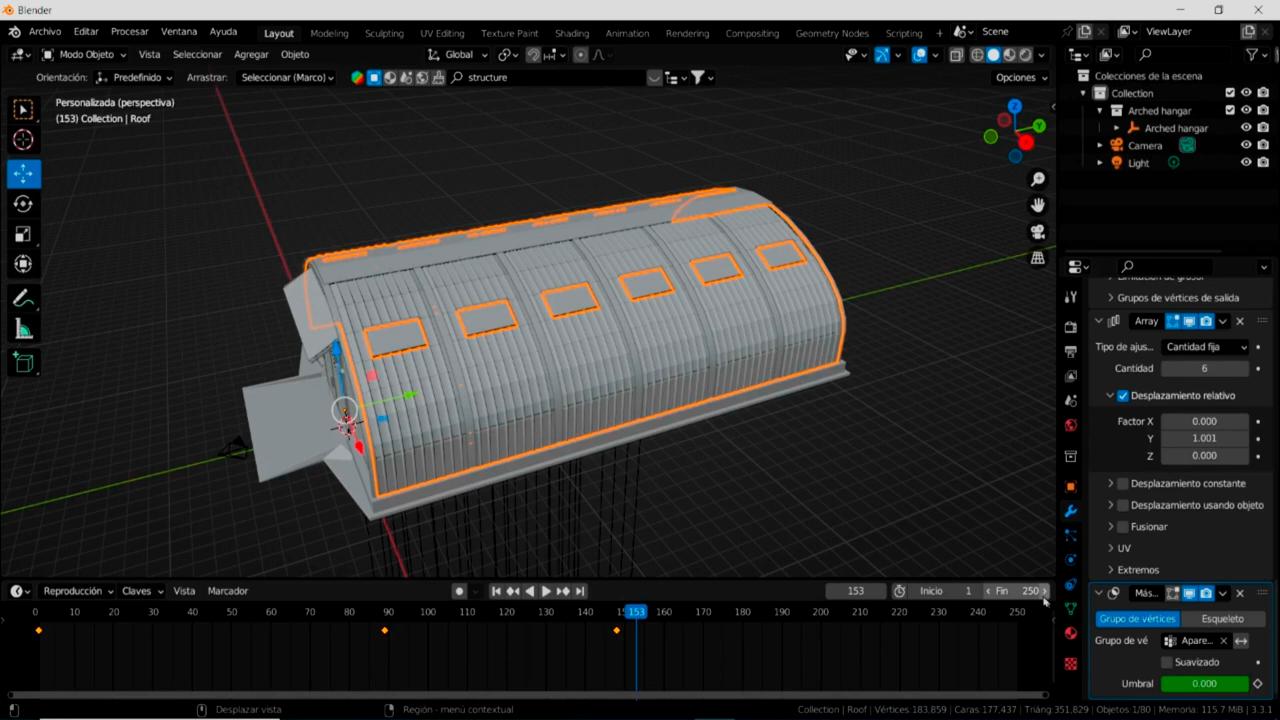 Blender
Archivo Editar Procesar Ventana Ayuda Layout Modeling Sculpting UV Editing Texture Paint Shading Animation Rendering Compositing Geometry Nodes Scripting + Scene ViewLayer
Modo Objeto Vista Seleccionar Agregar Objeto Global
Orientación: Predefinido Arrastrar: Seleccionar (Marco) structure Opciones
Personalizada (perspectiva)
(153) Collection | Roof
Z
Y
Colecciones de la escena
Collection
Arched hangar
Arched hangar
Camera
Light
Grupos de vértices de salida
Array
Tipo de ajus... Cantidad fija
Cantidad 6
Desplazamiento relativo
Factor X 0.000
Y 1.001
Z 0.000
Desplazamiento constante
Desplazamiento usando objeto
Fusionar
UV
Extremos
Más...
Grupo de vértices Esqueleto
Grupo de vé Apare...
Suavizado
Umbral 0.000
Reproducción Claves Vista Marcador 153 Inicio 1 Fin 250
0 10 20 30 40 50 60 70 80 90 100 110 120 130 140 153 160 170 180 190 200 210 220 230 240 250
Desplazar vista Región - menú contextual Collection | Roof Vértices 183,859 Caras 177,437 Triáng 351,829 Objetos 1/80 Memoria: 115.7 MiB 3.3.1